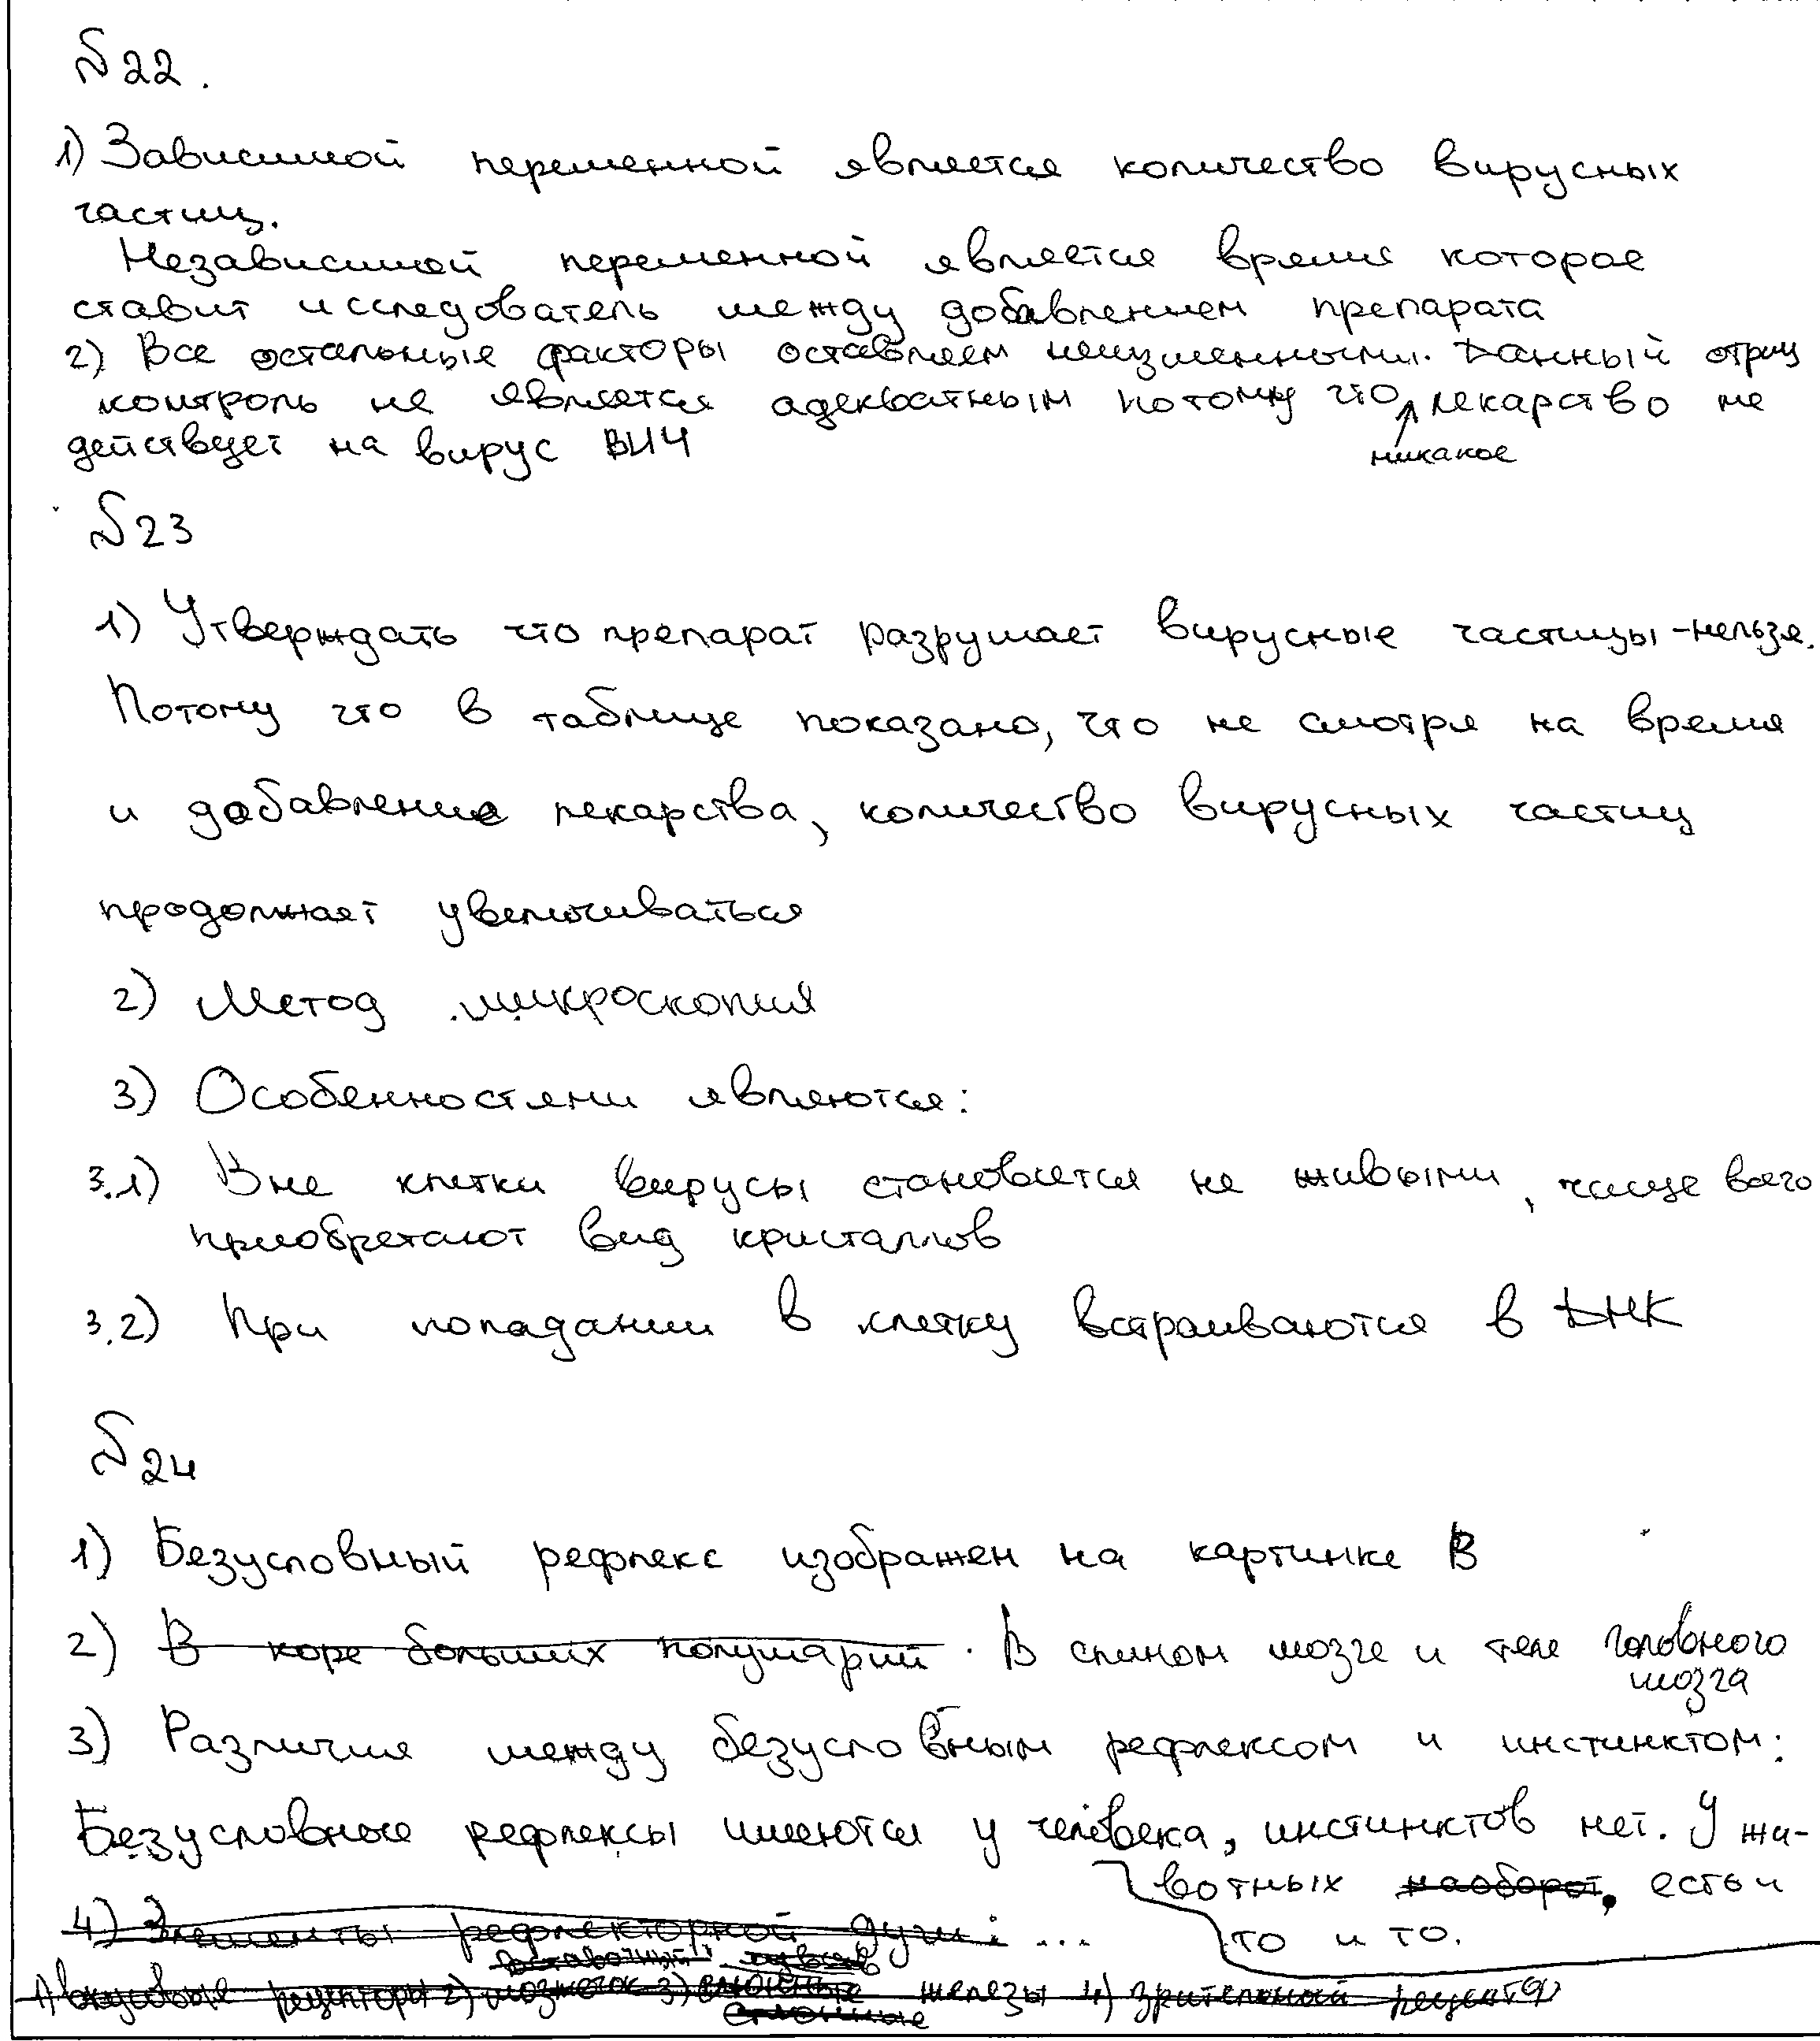 №22.
1) Зависимой переменной является количество вирусных
частиц.
Независимой переменной является время которое
ставит исследователь между добавлением препарата
2) Все остальные факторы оставляем неизменными. Данный отриц
контроль не является адекватным потому что никакое лекарство не
действует на вирус ВИЧ
№23
1) Утверждать что препарат разрушает вирусные частицы - нельзя.
Потому что в таблице показано, что не смотря на время
и добавление лекарства, количество вирусных частиц
продолжает увеличиваться
2) Метод микроскопия
3) Особенностями являются:
3.1) Вне клетки вирусы становятся не живыми, чаще всего
приобретают вид кристаллов
3.2) При попадании в клетку встраиваются в ДНК
№24
1) Безусловный рефлекс изображен на картинке В
2) В коре больших полушарий. В спином мозге и теле головного
мозга
3) Различия между безусловным рефлексом и инстинктом:
Безусловные рефлексы имеются у человека, инстинктов нет. У жи-
вотных наоборот, есть и
то и то.
4) Элементы рефлекторной дуги: ...
1) вкусовые рецепторы 2) мозжечок 3) слюнные железы 4) зрительный рецептор